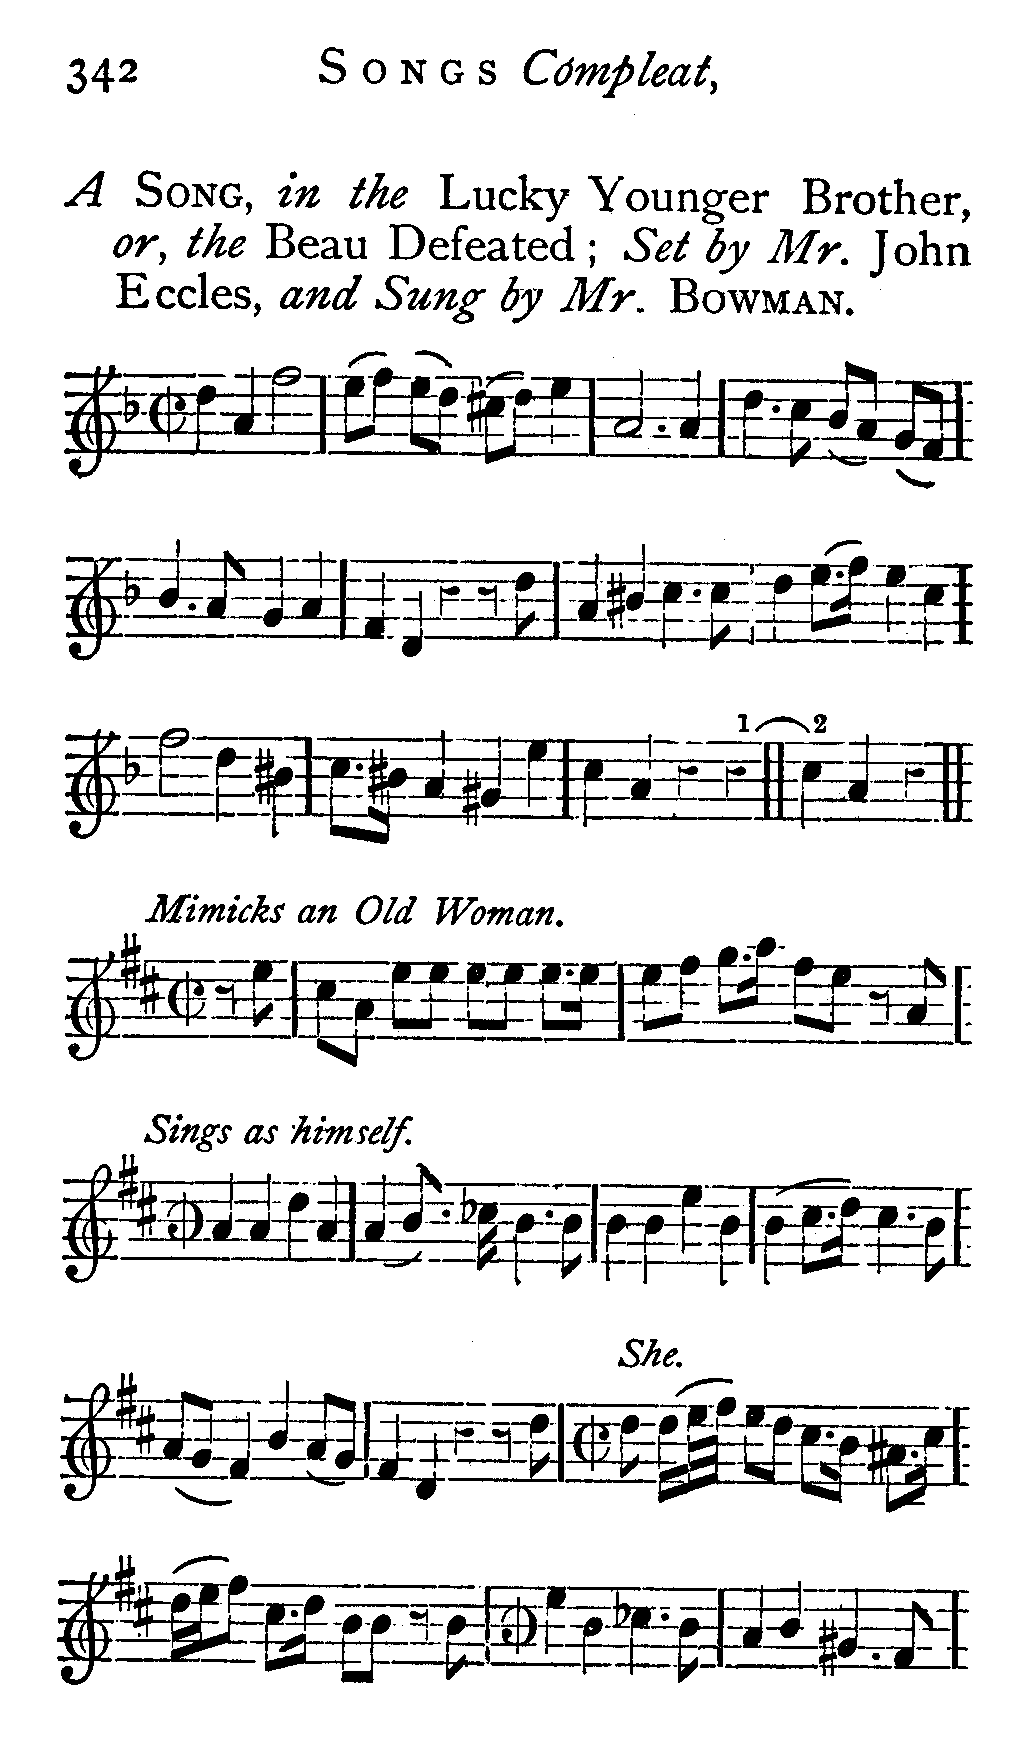 342 SONGS Compleat,
A SONG, in the Lucky Younger Brother,
or, the Beau Defeated; Set by Mr. John
Eccles, and Sung by Mr. BOWMAN.
1 2
Mimicks an Old Woman.
Sings as himself.
She.